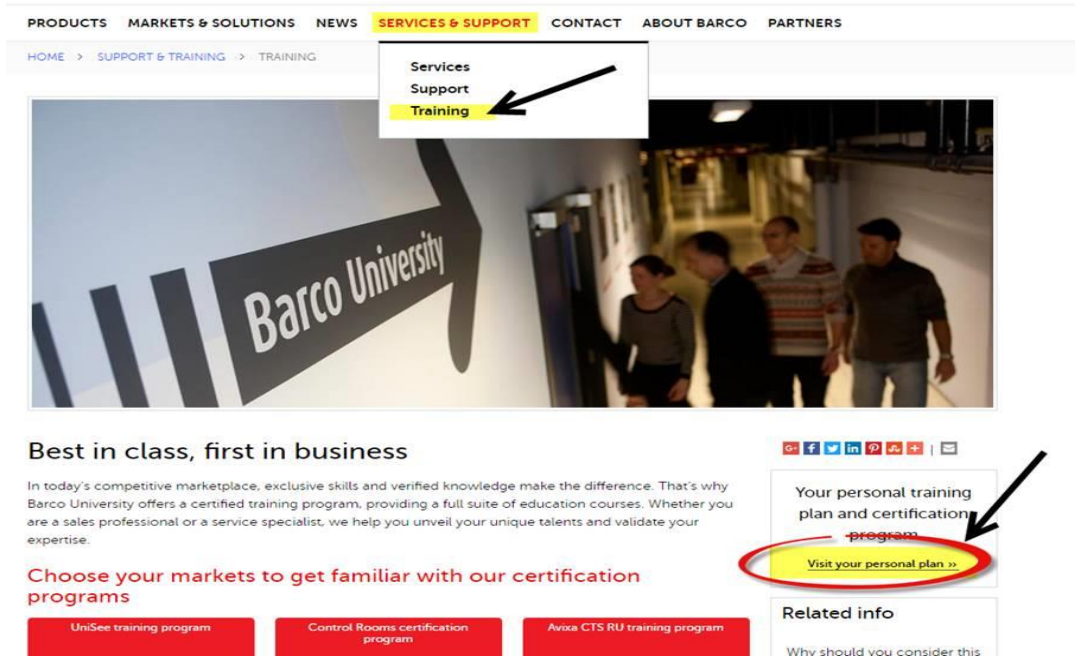 PRODUCTS MARKETS & SOLUTIONS NEWS SERVICES & SUPPORT CONTACT ABOUT BARCO PARTNERS
HOME > SUPPORT & TRAINING > TRAINING
Services
Support
Training
Barco University
Best in class, first in business
In today's competitive marketplace, exclusive skills and verified knowledge make the difference. That's why
Barco University offers a certified training program, providing a full suite of education courses. Whether you
are a sales professional or a service specialist, we help you unveil your unique talents and validate your
expertise.
Choose your markets to get familiar with our certification
programs
UniSee training program
Control Rooms certification
program
Avixa CTS RU training program
Your personal training
plan and certification
program
Visit your personal plan »
Related info
Why should you consider this